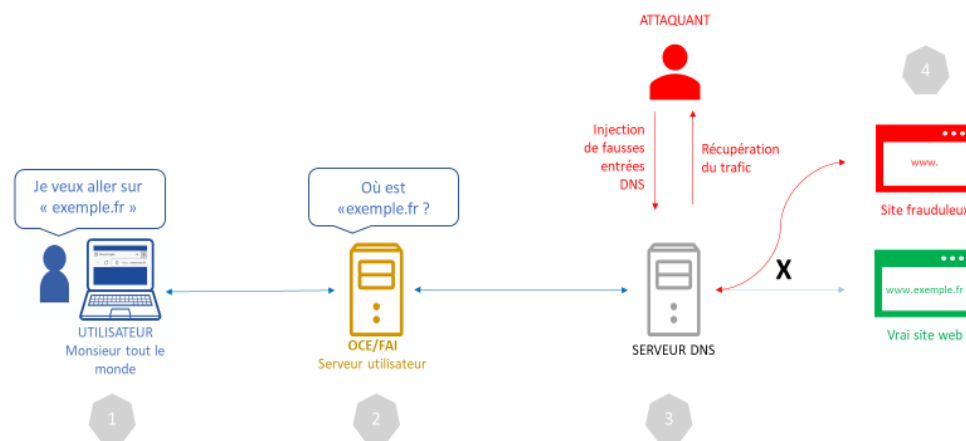 ATTAQUANT
4
Injection
de fausses
entrées
DNS
Récupération
du trafic
www.
Site frauduleux
Je veux aller sur
« exemple.fr »
Où est
«exemple.fr ?
X
www.exemple.fr
Vrai site web
UTILISATEUR
Monsieur tout le
monde
OCE/FAI
Serveur utilisateur
SERVEUR DNS
1
2
3